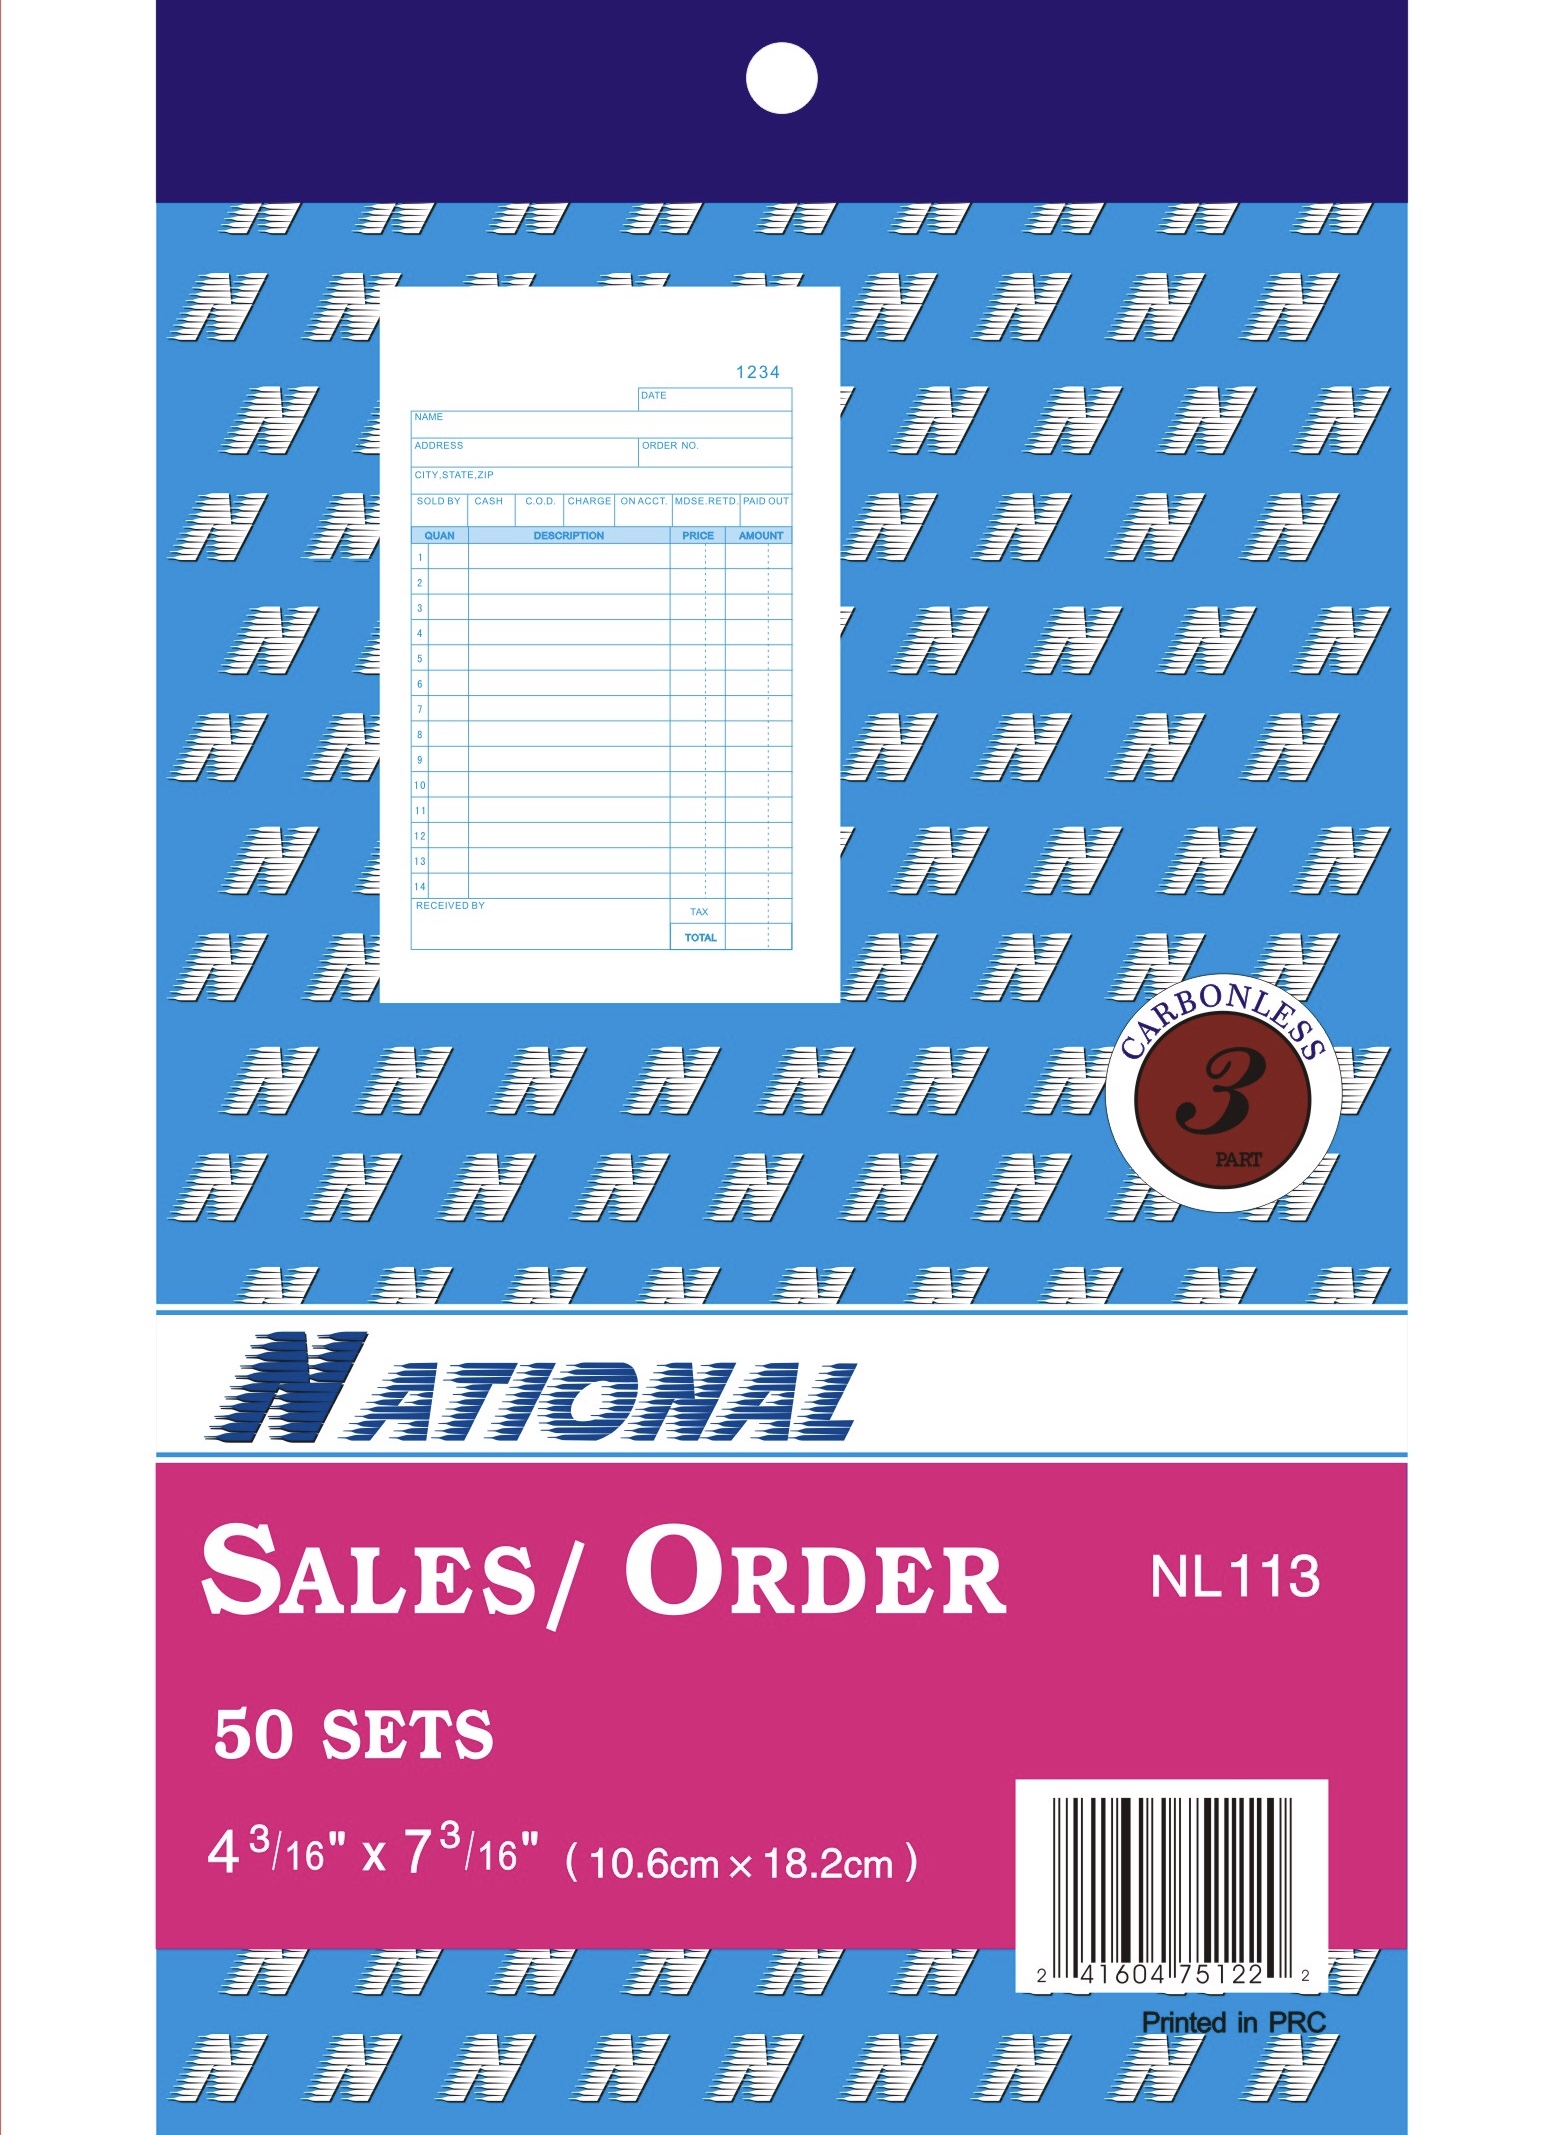 1234
DATE
NAME
ADDRESS ORDER NO.
CITY,STATE,ZIP
SOLD BY CASH C.O.D. CHARGE ON ACCT. MDSE.RETD. PAID OUT
QUAN DESCRIPTION PRICE AMOUNT
1
2
3
4
5
6
7
8
9
10
11
12
13
14
RECEIVED BY TAX
TOTAL
CARBONLESS
3
PART
NATIONAL
SALES/ ORDER NL113
50 SETS
4 3/16" x 7 3/16" ( 10.6cm × 18.2cm )
2 41604 75122 2
Printed in PRC